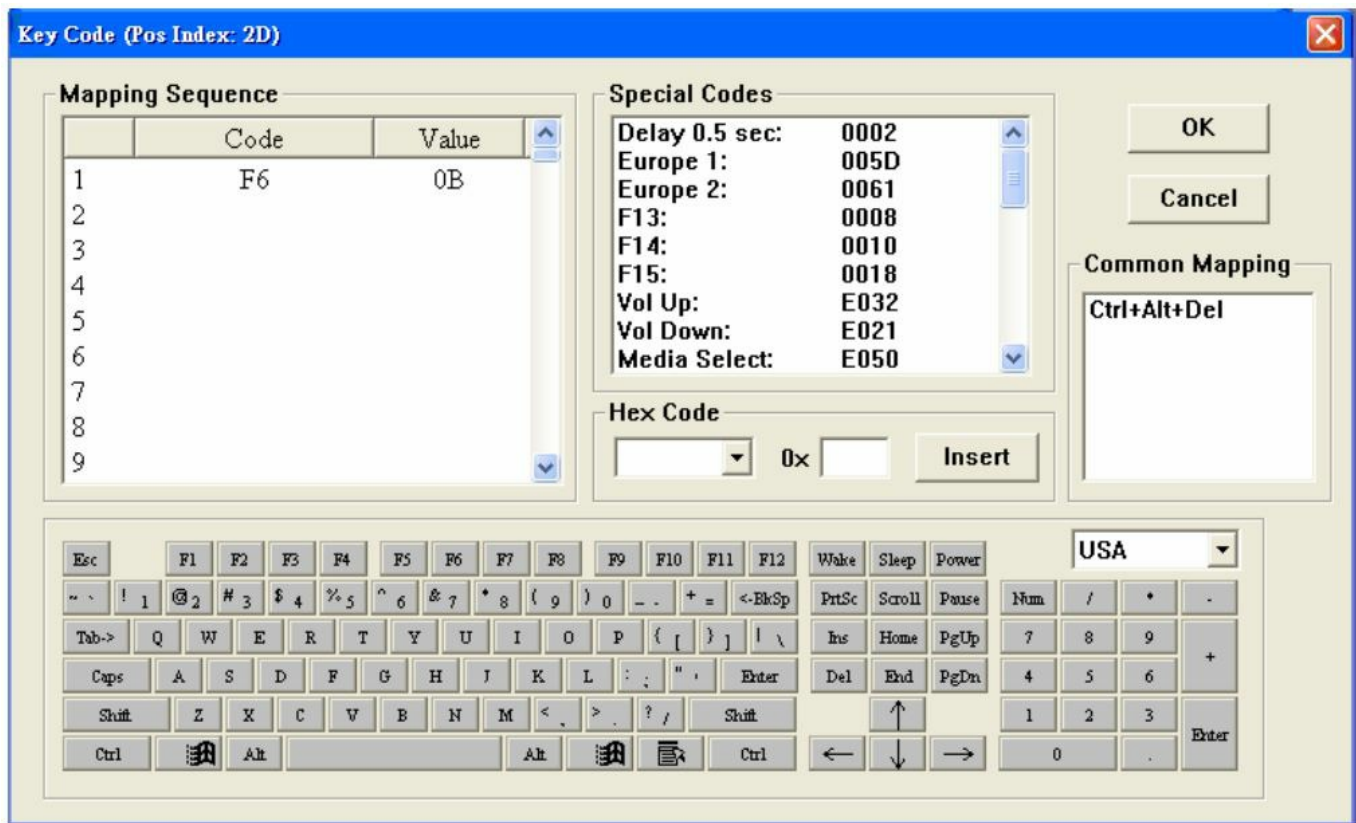 Key Code (Pos Index: 2D)
Mapping Sequence
Code Value
1 F6 0B
2
3
4
5
6
7
8
9
Special Codes
Delay 0.5 sec: 0002
Europe 1: 005D
Europe 2: 0061
F13: 0008
F14: 0010
F15: 0018
Vol Up: E032
Vol Down: E021
Media Select: E050
Hex Code
0x Insert
OK
Cancel
Common Mapping
Ctrl+Alt+Del
USA
Esc F1 F2 F3 F4 F5 F6 F7 F8 F9 F10 F11 F12 Wake Sleep Power
~ ` ! 1 @ 2 # 3 $ 4 % 5 ^ 6 & 7 * 8 ( 9 ) 0 _ - + = <-BkSp PrtSc Scroll Pause Num / * -
Tab-> Q W E R T Y U I O P { [ } ] | \ Ins Home PgUp 7 8 9 +
Caps A S D F G H J K L : ; " ' Enter Del End PgDn 4 5 6
Shift Z X C V B N M < , > . ? / Shift ↑ 1 2 3 Enter
Ctrl Alt Alt Ctrl ← ↓ → 0 .